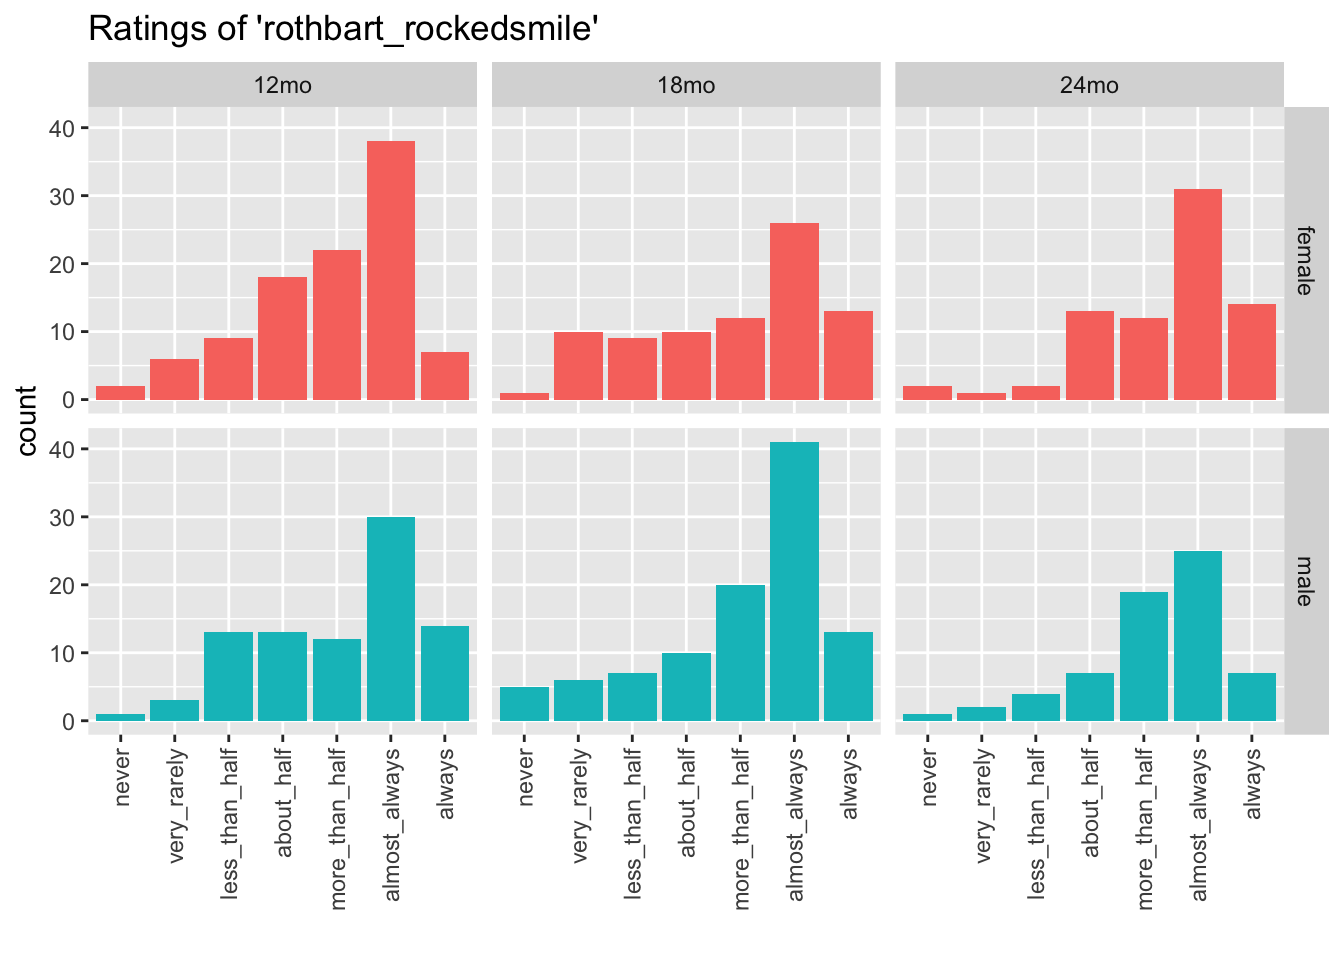 Ratings of 'rothbart_rockedsmile'
12mo 18mo 24mo
40
30
20
10
0
female
count
40
30
20
10
0
male
never very_rarely less_than_half about_half more_than_half almost_always always
never very_rarely less_than_half about_half more_than_half almost_always always
never very_rarely less_than_half about_half more_than_half almost_always always